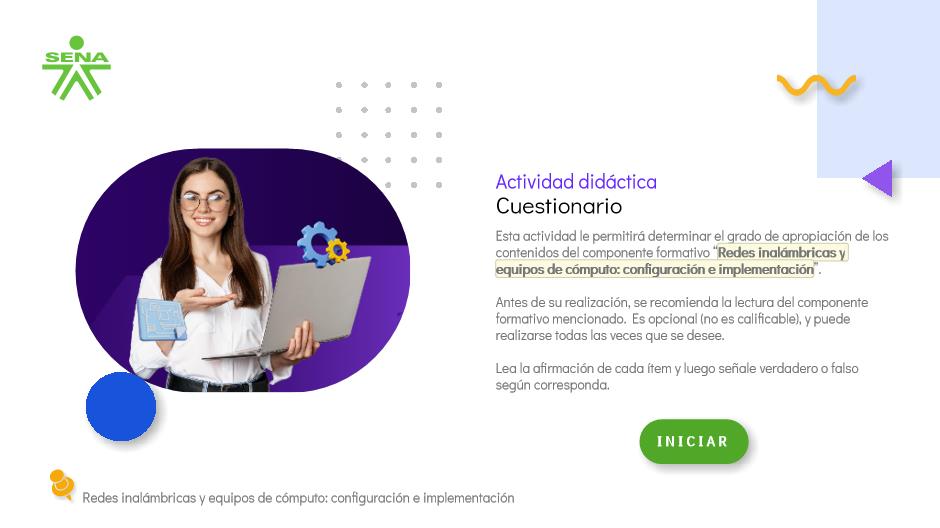 SENA
Actividad didáctica
Cuestionario
Esta actividad le permitirá determinar el grado de apropiación de los
contenidos del componente formativo “Redes inalámbricas y
equipos de cómputo: configuración e implementación”.
Antes de su realización, se recomienda la lectura del componente
formativo mencionado. Es opcional (no es calificable), y puede
realizarse todas las veces que se desee.
Lea la afirmación de cada ítem y luego señale verdadero o falso
según corresponda.
INICIAR
Redes inalámbricas y equipos de cómputo: configuración e implementación